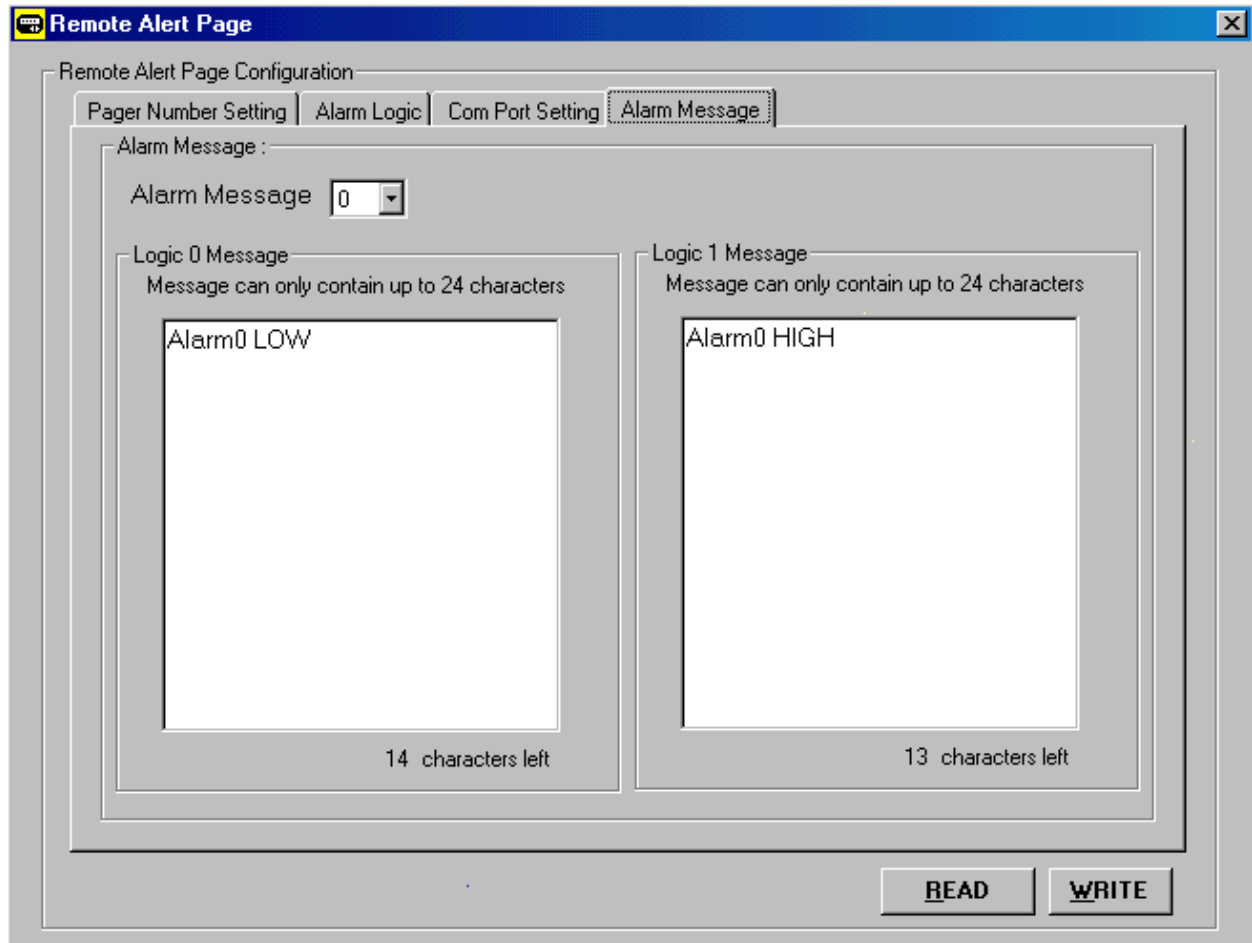 Remote Alert Page
Remote Alert Page Configuration
Pager Number Setting Alarm Logic Com Port Setting Alarm Message
Alarm Message :
Alarm Message 0
Logic 0 Message
Message can only contain up to 24 characters
Alarm0 LOW
14 characters left
Logic 1 Message
Message can only contain up to 24 characters
Alarm0 HIGH
13 characters left
READ WRITE